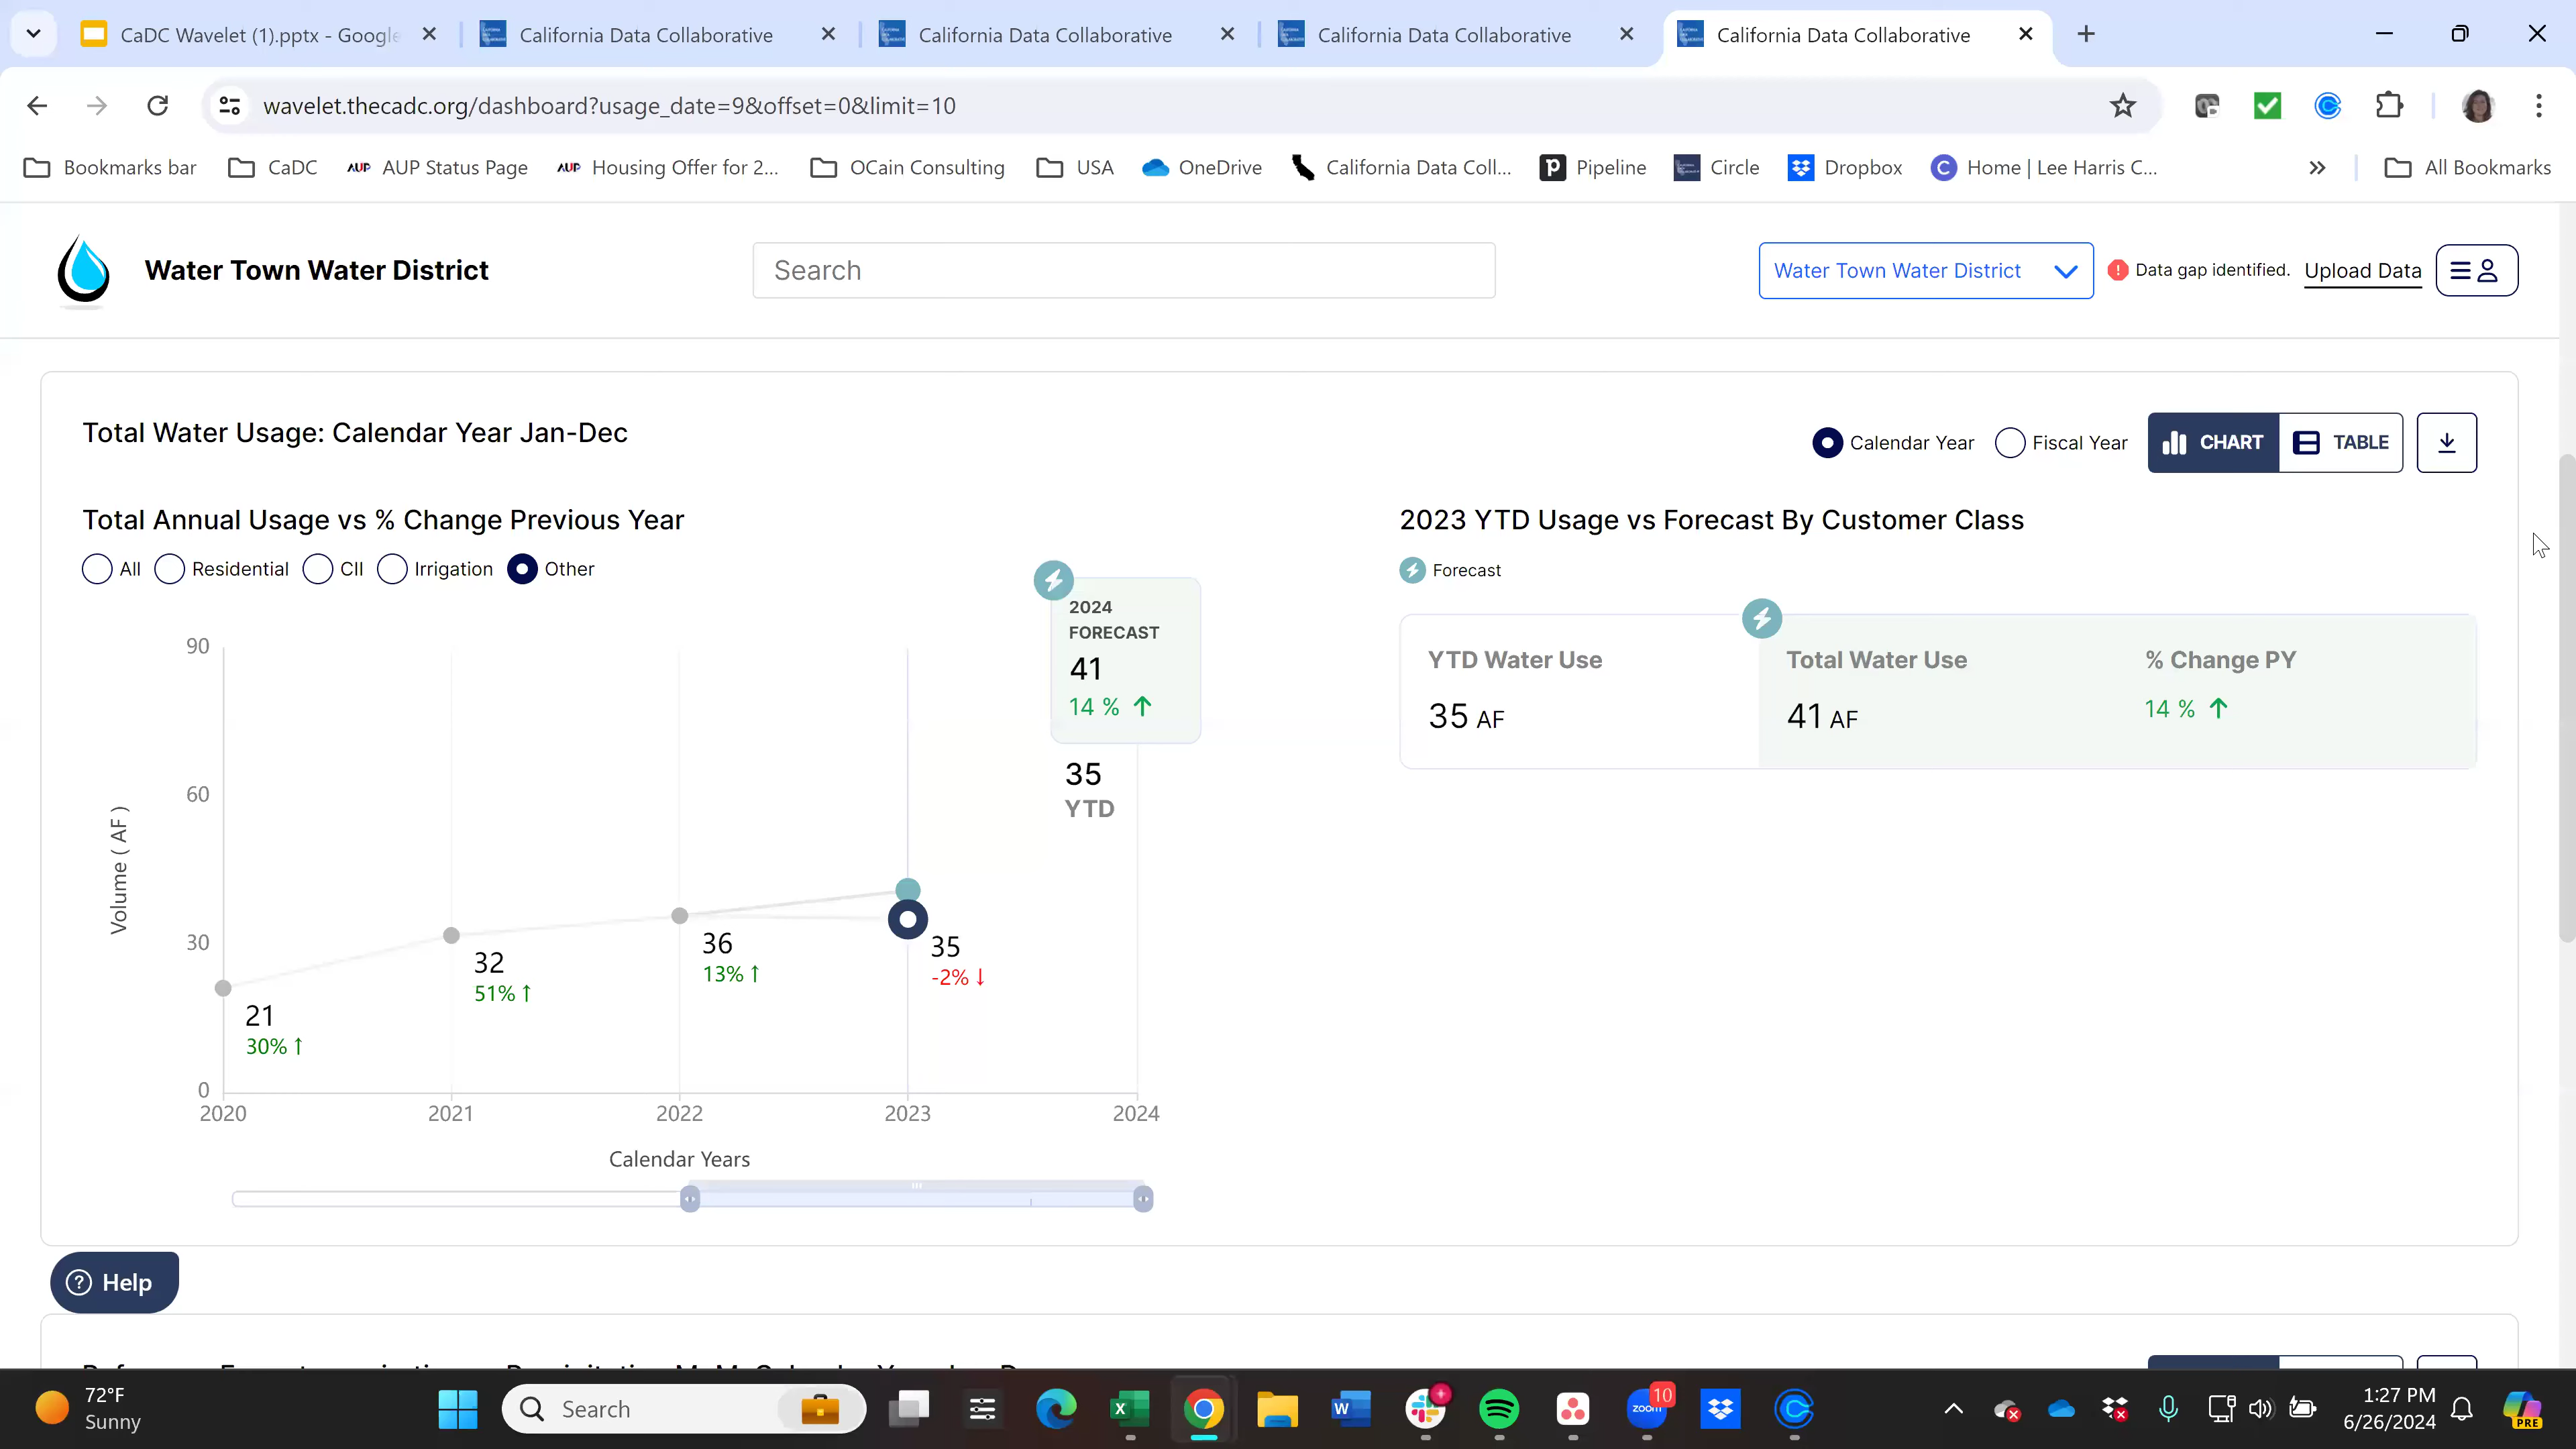 CaDC Wavelet (1).pptx - Google
California Data Collaborative
California Data Collaborative
California Data Collaborative
California Data Collaborative
wavelet.thecadc.org/dashboard?usage_date=9&offset=0&limit=10
Bookmarks bar
CaDC
AUP AUP Status Page
AUP Housing Offer for 2...
OCain Consulting
USA
OneDrive
California Data Coll...
Pipeline
Circle
Dropbox
C Home | Lee Harris C...
All Bookmarks
Water Town Water District
Search
Water Town Water District
Data gap identified.
Upload Data
Total Water Usage: Calendar Year Jan-Dec
Calendar Year
Fiscal Year
CHART
TABLE
Total Annual Usage vs % Change Previous Year
All
Residential
CII
Irrigation
Other
2024
FORECAST
41
14 % ↑
35
YTD
Volume ( AF )
90
60
30
0
21
30% ↑
32
51% ↑
36
13% ↑
35
-2% ↓
2020
2021
2022
2023
2024
Calendar Years
2023 YTD Usage vs Forecast By Customer Class
Forecast
YTD Water Use
35 AF
Total Water Use
41 AF
% Change PY
14 % ↑
? Help
72°F
Sunny
Search
zoom
10
PRE
1:27 PM
6/26/2024